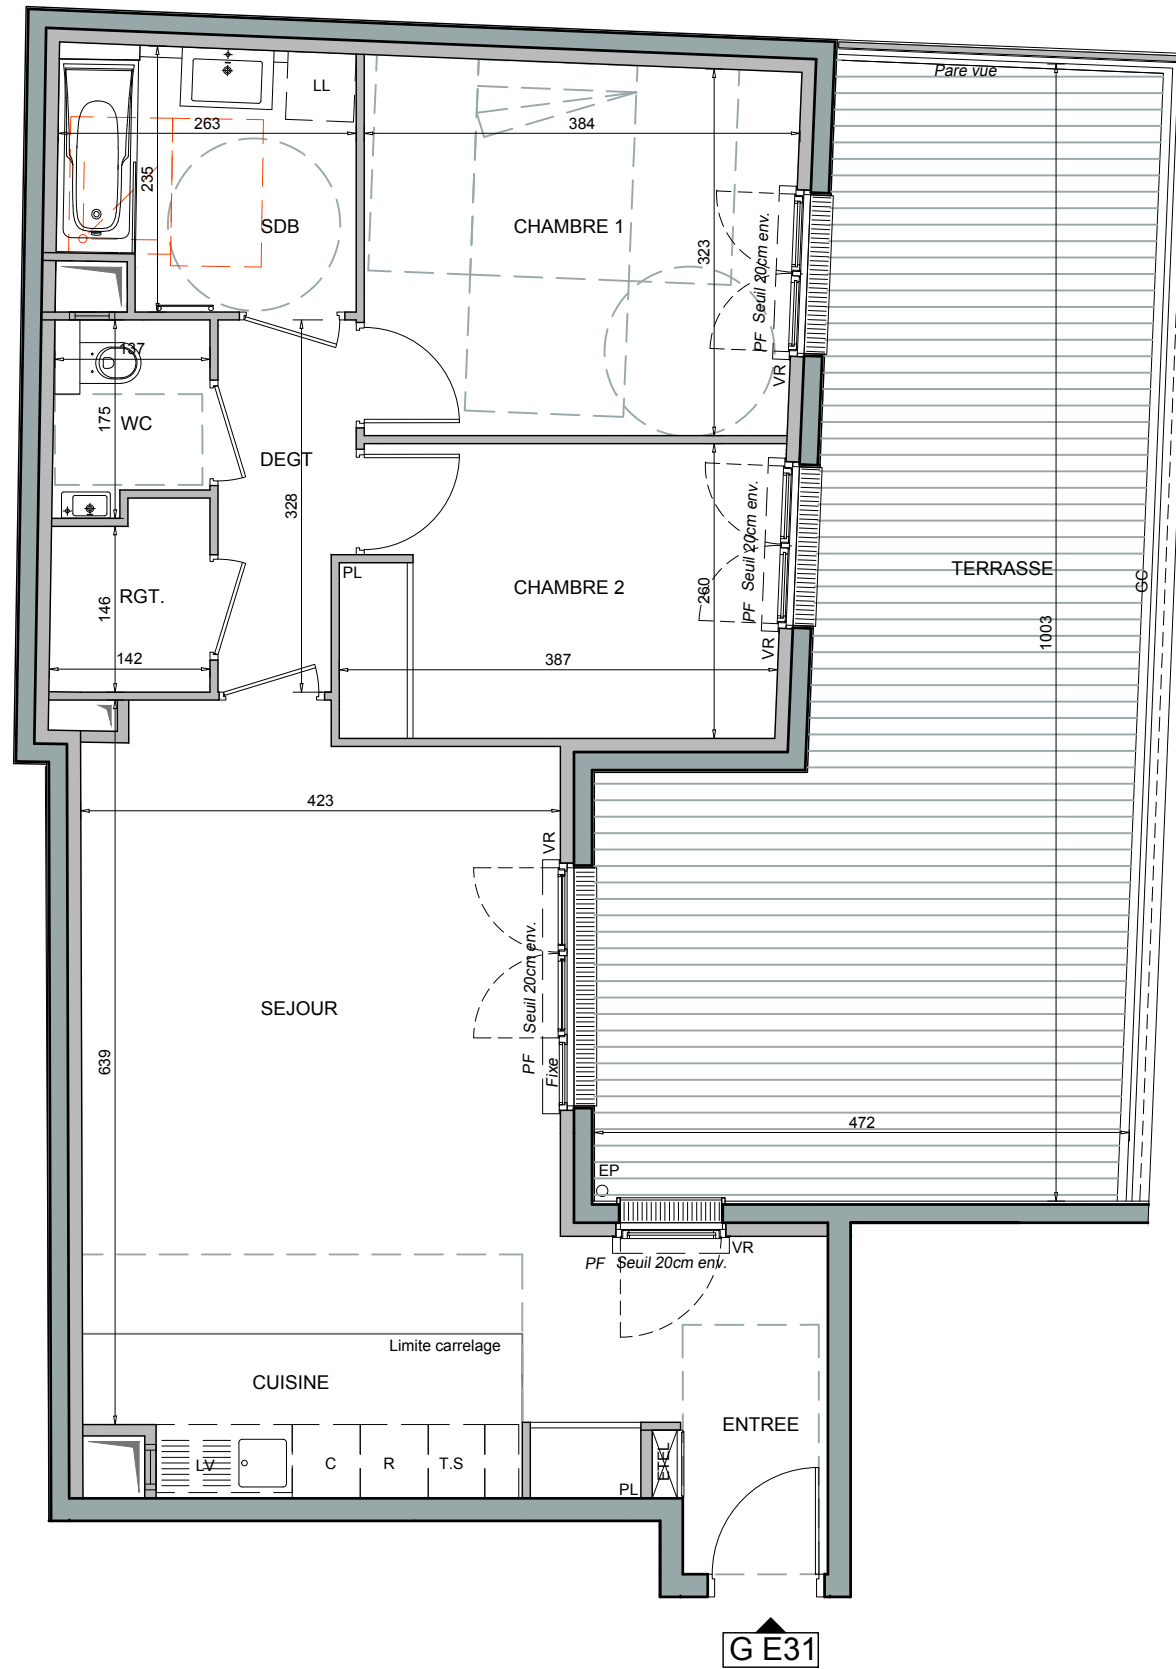 Pare vue
LL
263
384
235
SDB
CHAMBRE 1
323
PF Seuil 20cm env.
VR
137
175
WC
DEGT
328
PL
CHAMBRE 2
260
PF Seuil 20cm env.
VR
TERRASSE
GC
1003
146
RGT.
142
387
423
VR
SEJOUR
PF Seuil 20cm env.
Fixe
639
472
EP
PF Seuil 20cm env.
VR
Limite carrelage
CUISINE
ENTREE
LV
C
R
T.S
PL
ETEL
G E31